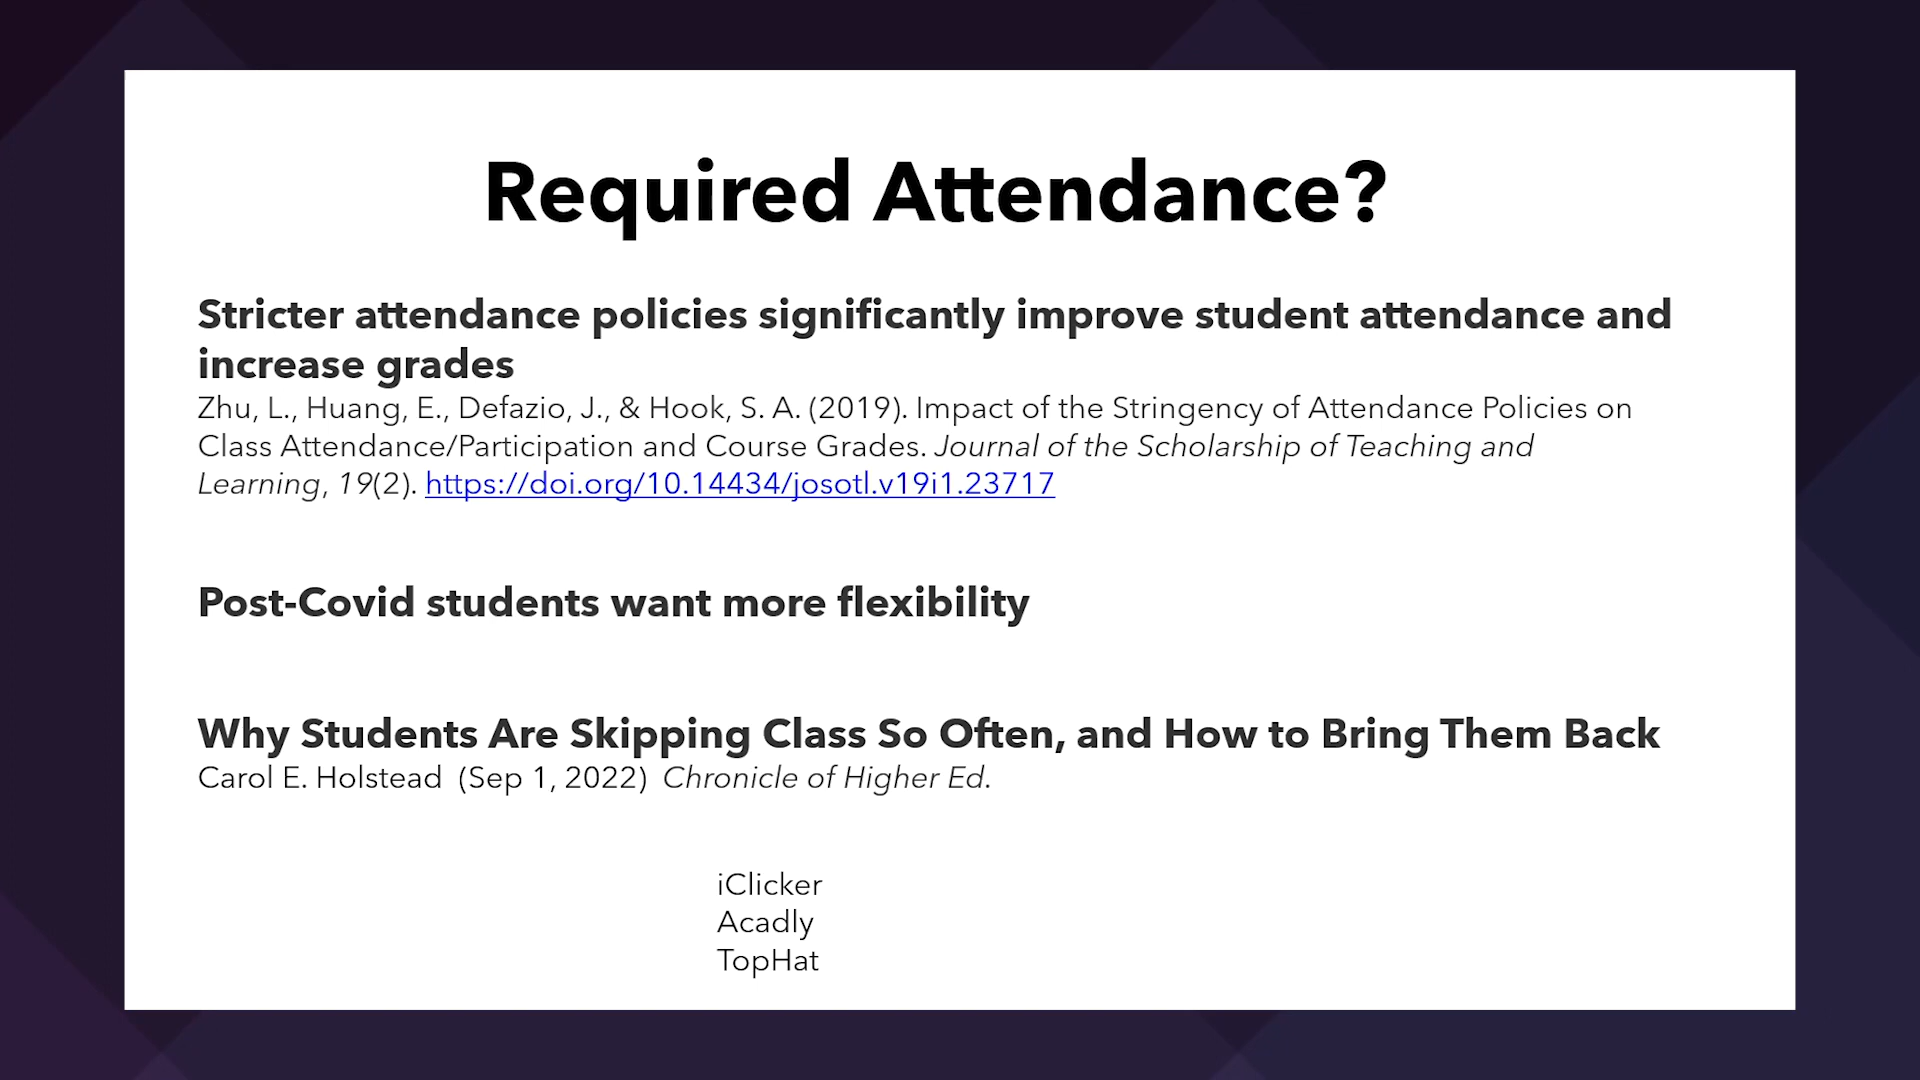 Required Attendance?
Stricter attendance policies significantly improve student attendance and
increase grades
Zhu, L., Huang, E., Defazio, J., & Hook, S. A. (2019). Impact of the Stringency of Attendance Policies on
Class Attendance/Participation and Course Grades. Journal of the Scholarship of Teaching and
Learning, 19(2). https://doi.org/10.14434/josotl.v19i1.23717
Post-Covid students want more flexibility
Why Students Are Skipping Class So Often, and How to Bring Them Back
Carol E. Holstead (Sep 1, 2022) Chronicle of Higher Ed.
iClicker
Acadly
TopHat